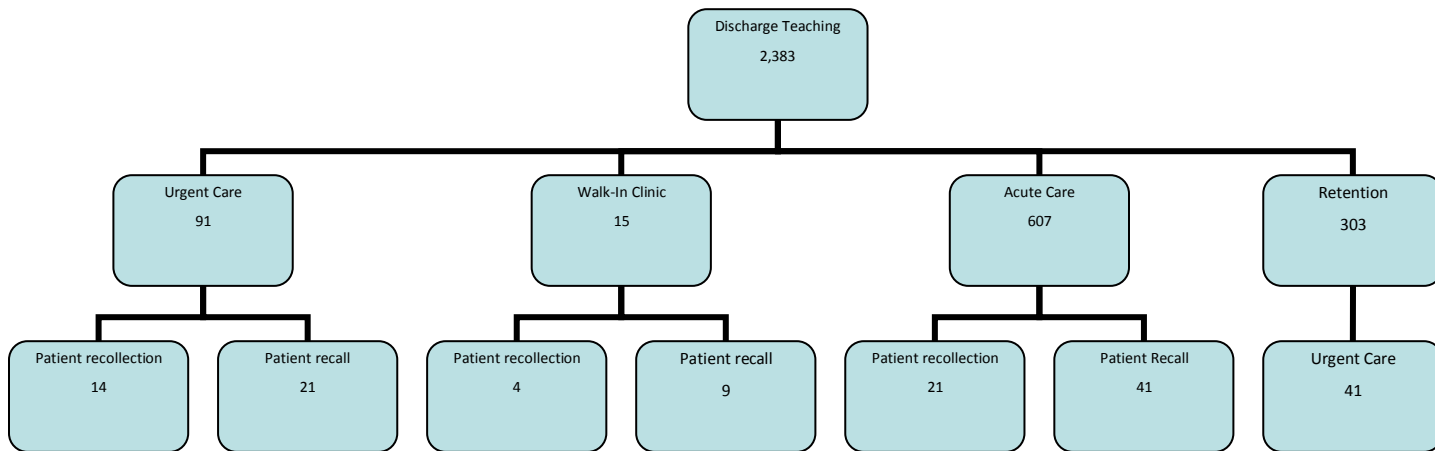 Discharge Teaching
2,383
Urgent Care
91
Walk-In Clinic
15
Acute Care
607
Retention
303
Patient recollection
14
Patient recall
21
Patient recollection
4
Patient recall
9
Patient recollection
21
Patient Recall
41
Urgent Care
41